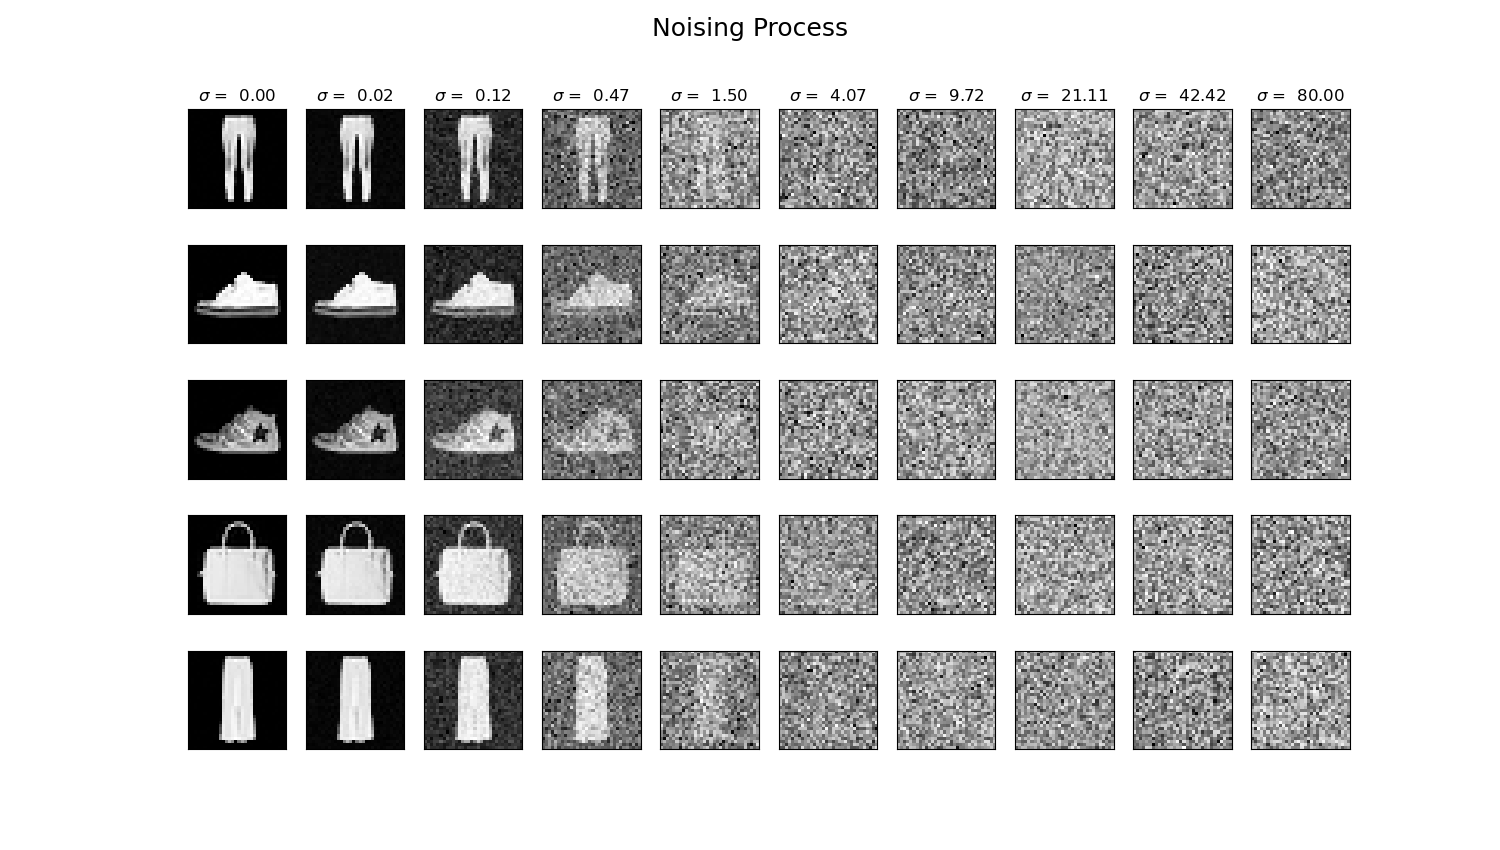 Noising Process
σ = 0.00 σ = 0.02 σ = 0.12 σ = 0.47 σ = 1.50 σ = 4.07 σ = 9.72 σ = 21.11 σ = 42.42 σ = 80.00